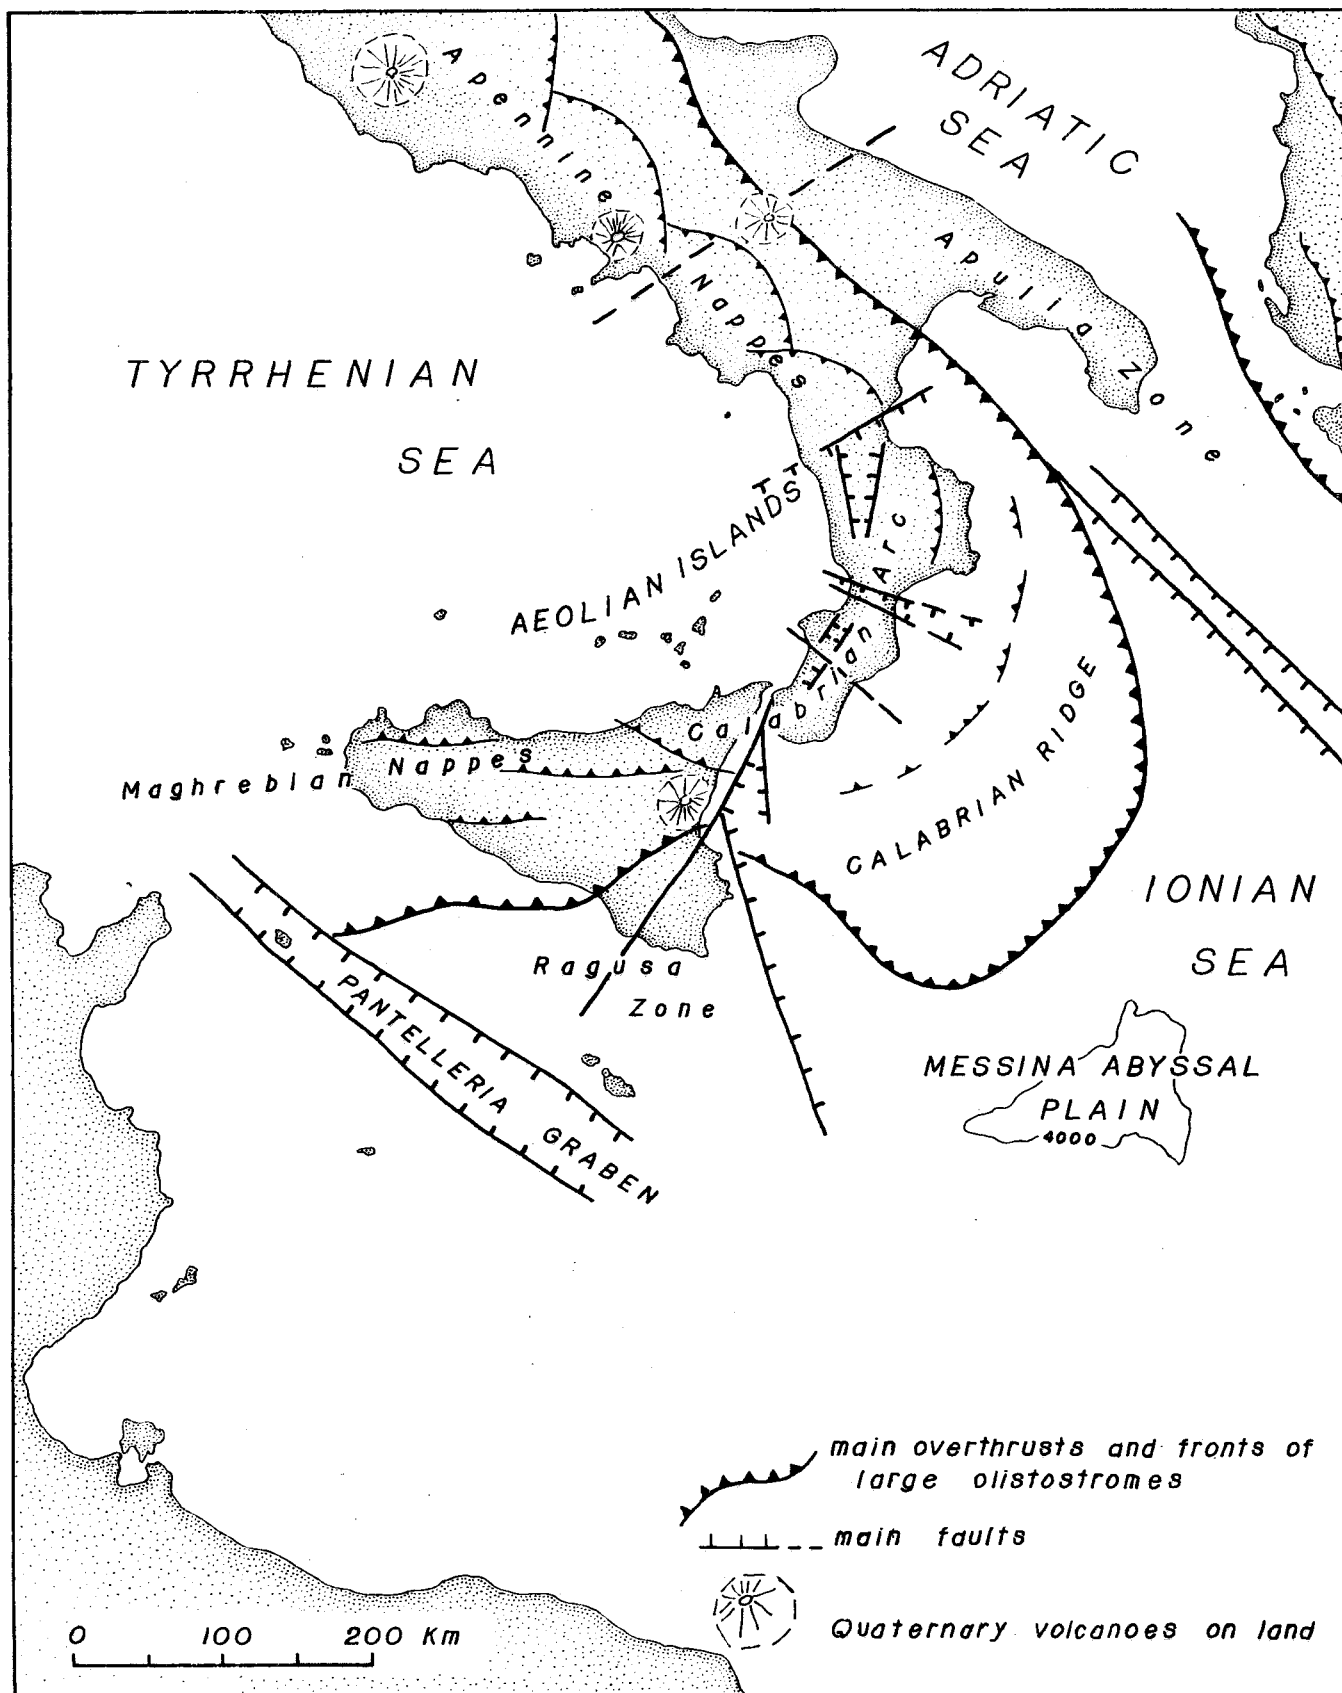 ADRIATIC
SEA
Apennine
Nappes
Apulia Zone
TYRRHENIAN
SEA
AEOLIAN ISLANDS
Calabrian Arc
Maghrebian Nappes
CALABRIAN RIDGE
IONIAN
SEA
Ragusa
Zone
PANTELLERIA GRABEN
MESSINA ABYSSAL
PLAIN
4000
main overthrusts and fronts of
large olistostromes
main faults
Quaternary volcanoes on land
0 100 200 Km